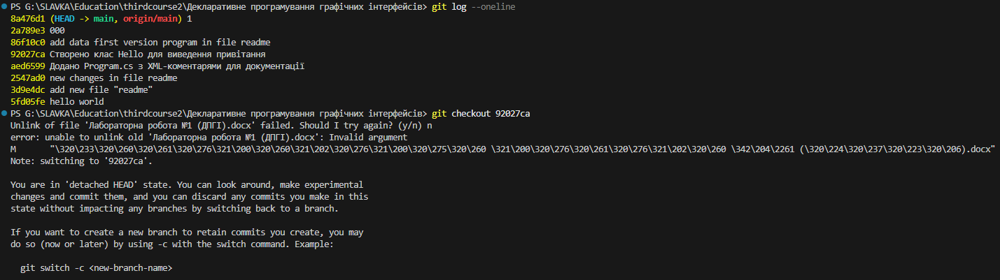 PS G:\SLAVKA\Education\thirdcourse2\Декларативне програмування графічних інтерфейсів> git log --oneline
8a476d1 (HEAD -> main, origin/main) 1
2a789e3 000
86f10c0 add data first version program in file readme
92027ca Створено клас Hello для виведення привітання
aed6599 Додано Program.cs з XML-коментарями для документації
2547ad0 new changes in file readme
3d9e4dc add new file "readme"
5fd05fe hello world
PS G:\SLAVKA\Education\thirdcourse2\Декларативне програмування графічних інтерфейсів> git checkout 92027ca
Unlink of file 'Лабораторна робота №1 (ДПГІ).docx' failed. Should I try again? (y/n) n
error: unable to unlink old 'Лабораторна робота №1 (ДПГІ).docx': Invalid argument
M       "\320\233\320\260\320\261\320\276\321\200\320\260\321\202\320\276\321\200\320\275\320\260 \321\200\320\276\320\261\320\276\321\202\320\260 \342\204\2261 (\320\224\320\237\320\223\320\206).docx"
Note: switching to '92027ca'.
You are in 'detached HEAD' state. You can look around, make experimental
changes and commit them, and you can discard any commits you make in this
state without impacting any branches by switching back to a branch.
If you want to create a new branch to retain commits you create, you may
do so (now or later) by using -c with the switch command. Example:
git switch -c <new-branch-name>